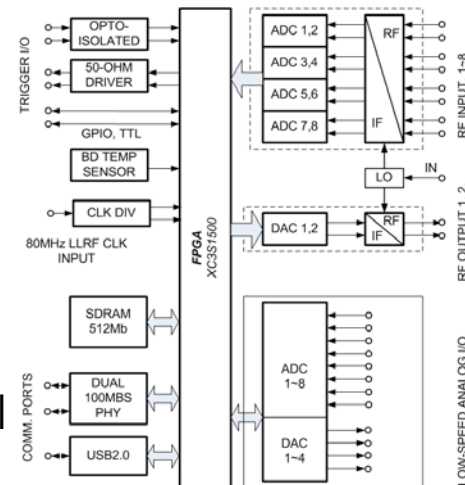 TRIGGER I/O
OPTO-
ISOLATED
50-OHM
DRIVER
GPIO, TTL
BD TEMP
SENSOR
CLK DIV
80MHz LLRF CLK
INPUT
SDRAM
512Mb
COMM. PORTS
DUAL
100MBS
PHY
USB2.0
FPGA
XC3S1500
ADC 1,2
ADC 3,4
ADC 5,6
ADC 7,8
RF
IF
RF INPUT 1~8
LO
IN
DAC 1,2
RF
IF
RF OUTPUT 1, 2
ADC
1~8
DAC
1~4
LOW-SPEED ANALOG I/O